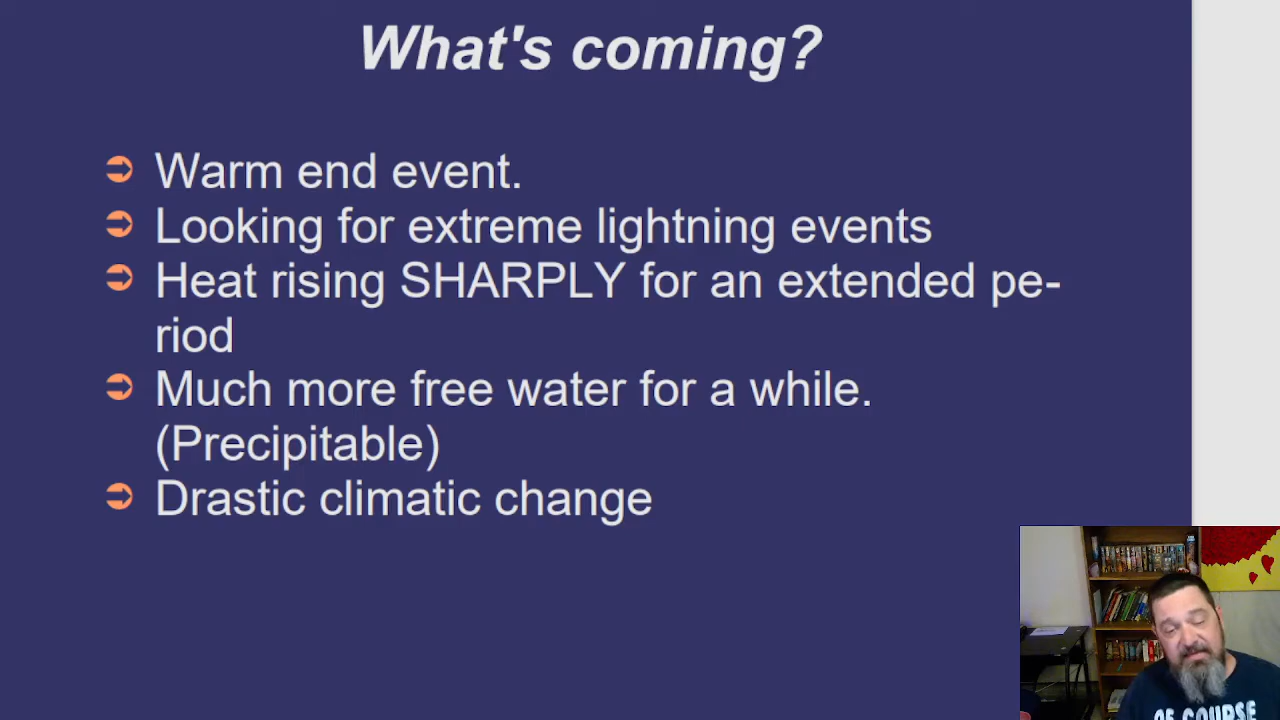 What's coming?
Warm end event.
Looking for extreme lightning events
Heat rising SHARPLY for an extended pe-
riod
Much more free water for a while.
(Precipitable)
Drastic climatic change
OF COURSE